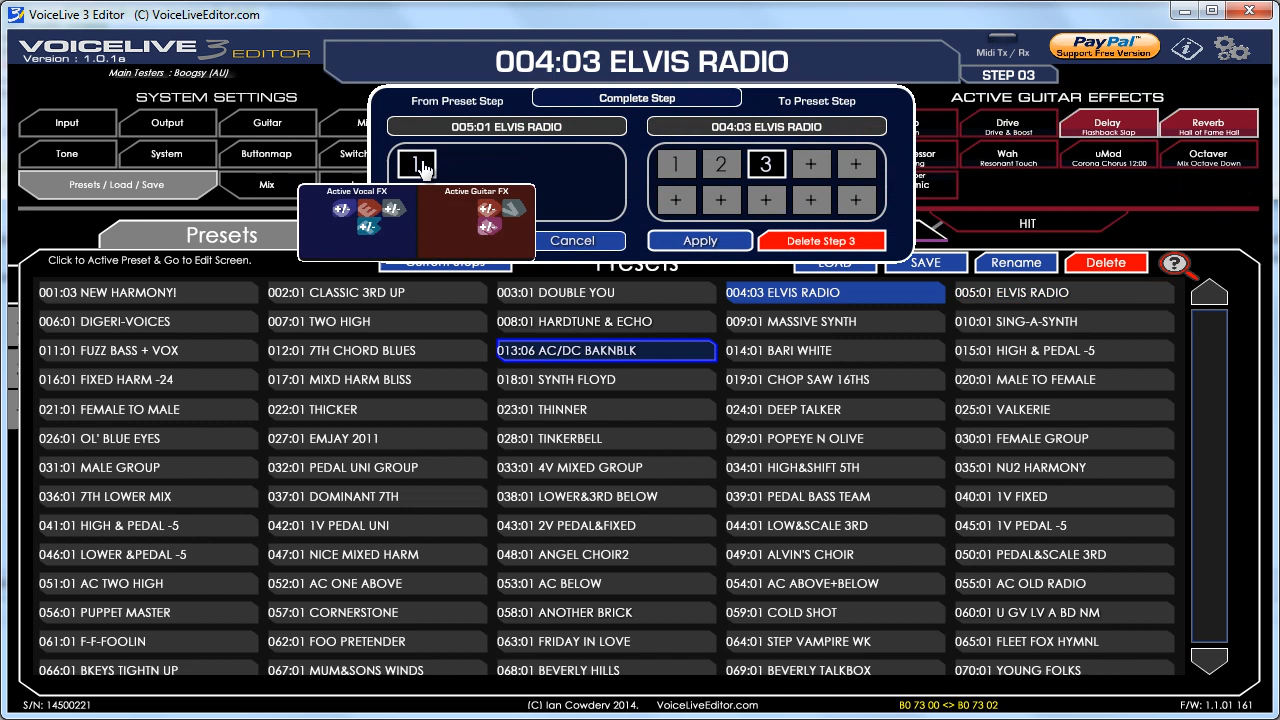 VoiceLive 3 Editor (C) VoiceLiveEditor.com
VOICELIVE 3 EDITOR
Version : 1.0.1a
Main Testers : Boogsy (AU)
004:03 ELVIS RADIO
Midi Tx / Rx
PayPal
Support Free Version
STEP 03
SYSTEM SETTINGS
ACTIVE GUITAR EFFECTS
From Preset Step
Complete Step
To Preset Step
005:01 ELVIS RADIO
004:03 ELVIS RADIO
Input
Output
Guitar
Tone
System
Buttonmap
Presets / Load / Save
Mix
Drive
Drive & Boost
Delay
Flashback Slap
Reverb
Hall of Fame Hall
Wah
Resonant Touch
uMod
Corona Chorus 12:00
Octaver
Mix Octave Down
1
1 2 3 + +
+ + + + +
Active Vocal FX
Active Guitar FX
+/- +/- +/-
+/- +/-
HIT
Presets
Cancel
Apply
Delete Step 3
Click to Active Preset & Go to Edit Screen.
Presets
LOAD
SAVE
Rename
Delete
?
001:03 NEW HARMONY! 002:01 CLASSIC 3RD UP 003:01 DOUBLE YOU 004:03 ELVIS RADIO 005:01 ELVIS RADIO
006:01 DIGERI-VOICES 007:01 TWO HIGH 008:01 HARDTUNE & ECHO 009:01 MASSIVE SYNTH 010:01 SING-A-SYNTH
011:01 FUZZ BASS + VOX 012:01 7TH CHORD BLUES 013:06 AC/DC BAKNBLK 014:01 BARI WHITE 015:01 HIGH & PEDAL -5
016:01 FIXED HARM -24 017:01 MIXD HARM BLISS 018:01 SYNTH FLOYD 019:01 CHOP SAW 16THS 020:01 MALE TO FEMALE
021:01 FEMALE TO MALE 022:01 THICKER 023:01 THINNER 024:01 DEEP TALKER 025:01 VALKERIE
026:01 OL' BLUE EYES 027:01 EMJAY 2011 028:01 TINKERBELL 029:01 POPEYE N OLIVE 030:01 FEMALE GROUP
031:01 MALE GROUP 032:01 PEDAL UNI GROUP 033:01 4V MIXED GROUP 034:01 HIGH&SHIFT 5TH 035:01 NU2 HARMONY
036:01 7TH LOWER MIX 037:01 DOMINANT 7TH 038:01 LOWER&3RD BELOW 039:01 PEDAL BASS TEAM 040:01 1V FIXED
041:01 HIGH & PEDAL -5 042:01 1V PEDAL UNI 043:01 2V PEDAL&FIXED 044:01 LOW&SCALE 3RD 045:01 1V PEDAL -5
046:01 LOWER &PEDAL -5 047:01 NICE MIXED HARM 048:01 ANGEL CHOIR2 049:01 ALVIN'S CHOIR 050:01 PEDAL&SCALE 3RD
051:01 AC TWO HIGH 052:01 AC ONE ABOVE 053:01 AC BELOW 054:01 AC ABOVE+BELOW 055:01 AC OLD RADIO
056:01 PUPPET MASTER 057:01 CORNERSTONE 058:01 ANOTHER BRICK 059:01 COLD SHOT 060:01 U GV LV A BD NM
061:01 F-F-FOOLIN 062:01 FOO PRETENDER 063:01 FRIDAY IN LOVE 064:01 STEP VAMPIRE WK 065:01 FLEET FOX HYMNL
066:01 BKEYS TIGHTN UP 067:01 MUM&SONS WINDS 068:01 BEVERLY HILLS 069:01 BEVERLY TALKBOX 070:01 YOUNG FOLKS
S/N: 14500221
(C) Ian Cowdery 2014. VoiceLiveEditor.com
B0 73 00 <> B0 73 02
F/W: 1.1.01 161